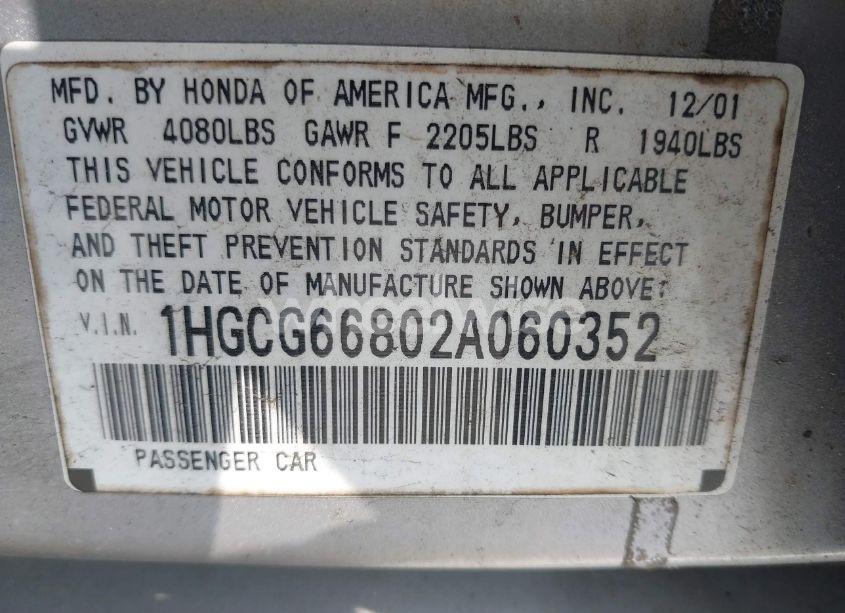 MFD. BY HONDA OF AMERICA MFG., INC. 12/01
GVWR 4080LBS GAWR F 2205LBS R 1940LBS
THIS VEHICLE CONFORMS TO ALL APPLICABLE
FEDERAL MOTOR VEHICLE SAFETY, BUMPER,
AND THEFT PREVENTION STANDARDS IN EFFECT
ON THE DATE OF MANUFACTURE SHOWN ABOVE.
V.I.N. 1HGCG66802A060352
PASSENGER CAR